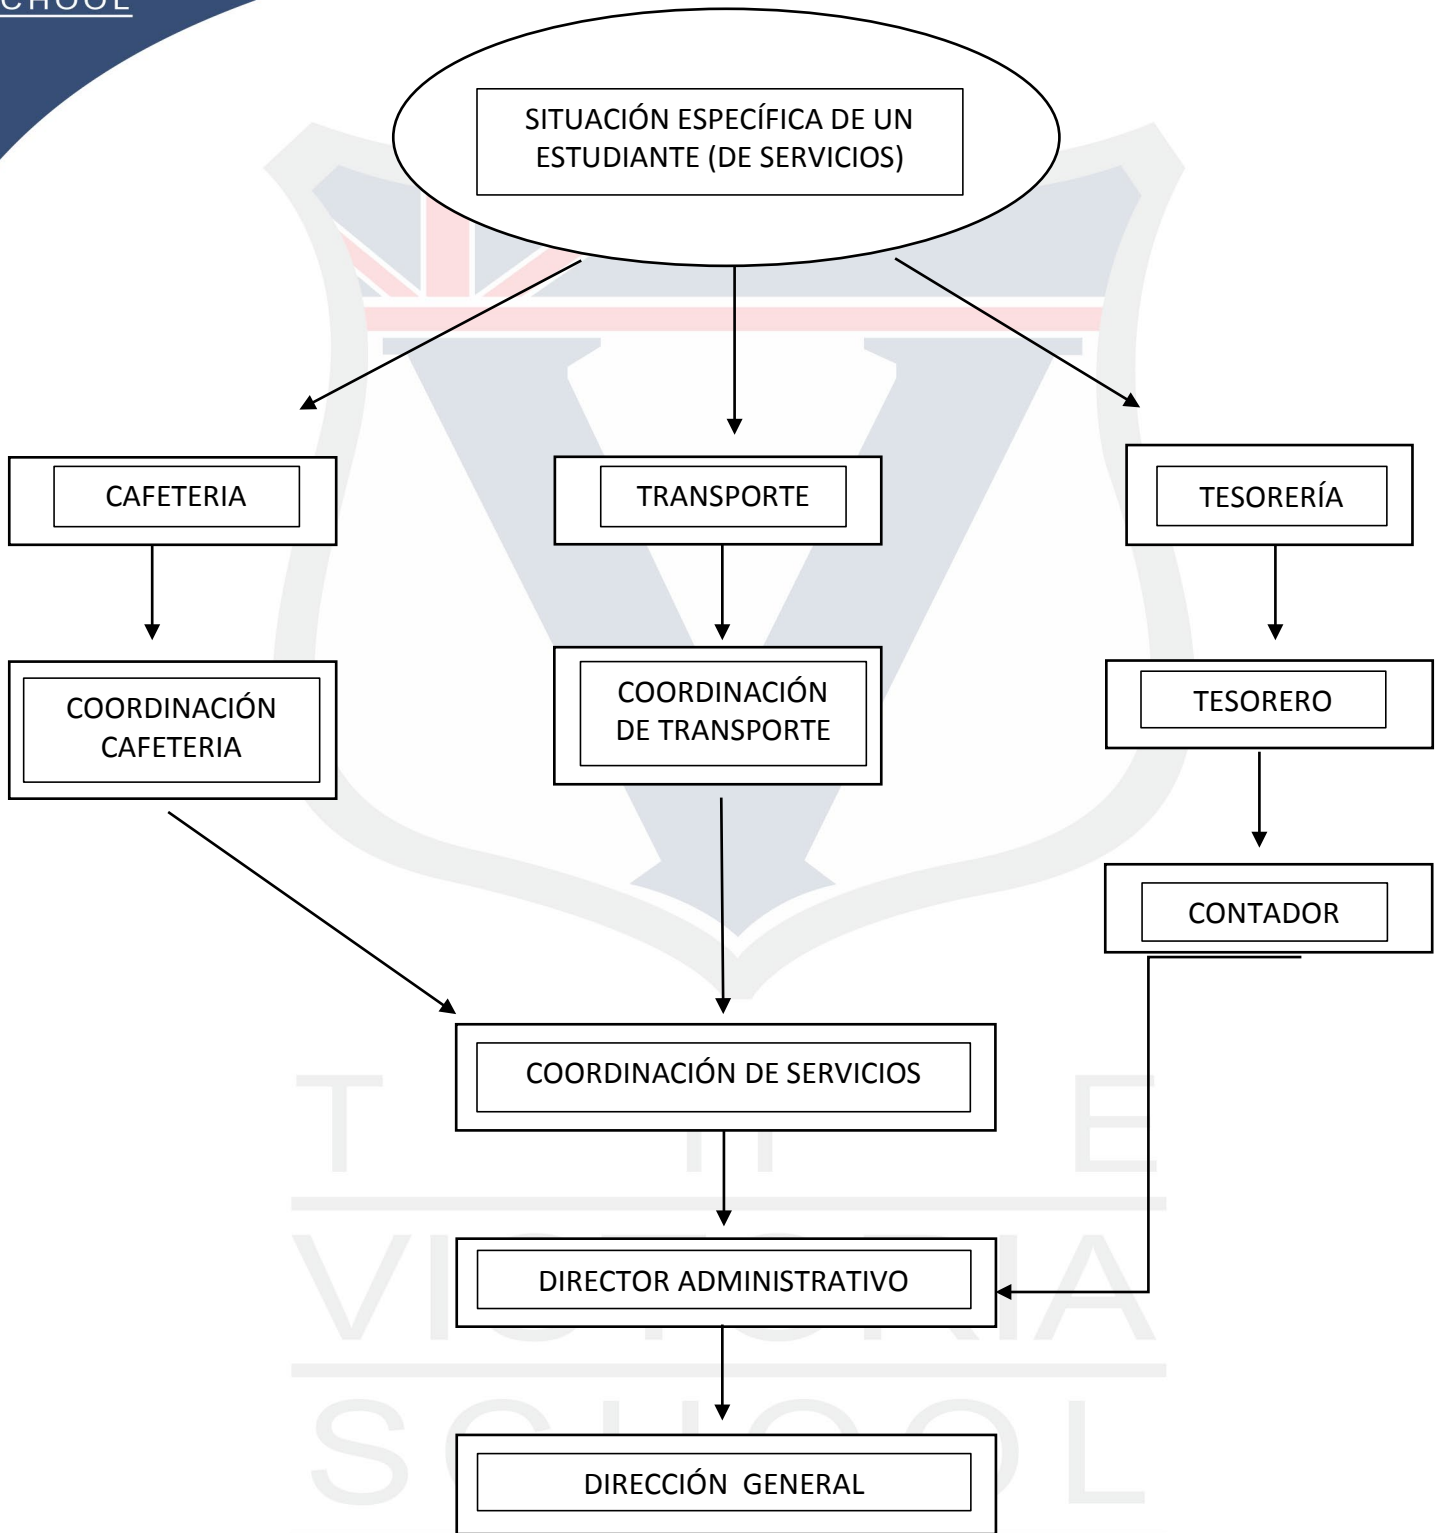 CHOOL
SITUACIÓN ESPECÍFICA DE UN
ESTUDIANTE (DE SERVICIOS)
CAFETERIA
TRANSPORTE
TESORERÍA
COORDINACIÓN
CAFETERIA
COORDINACIÓN
DE TRANSPORTE
TESORERO
CONTADOR
COORDINACIÓN DE SERVICIOS
DIRECTOR ADMINISTRATIVO
DIRECCIÓN  GENERAL
T H E
VICTORIA
SCHOOL